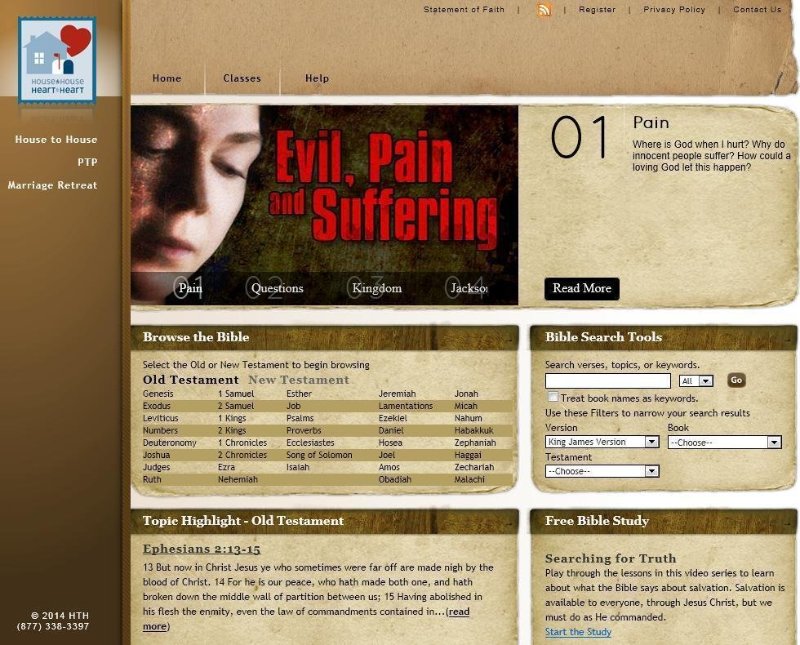 Statement of Faith | | Register | Privacy Policy | Contact Us
HOUSE HOUSE
HEART HEART
Home | Classes | Help
House to House
PTP
Marriage Retreat
Evil, Pain
and Suffering
01 Pain
02 Questions
03 Kingdom
04 Jackso
01
Pain
Where is God when I hurt? Why do
innocent people suffer? How could a
loving God let this happen?
Read More
Browse the Bible
Select the Old or New Testament to begin browsing
Old Testament New Testament
Genesis 1 Samuel Esther Jeremiah Jonah
Exodus 2 Samuel Job Lamentations Micah
Leviticus 1 Kings Psalms Ezekiel Nahum
Numbers 2 Kings Proverbs Daniel Habakkuk
Deuteronomy 1 Chronicles Ecclesiastes Hosea Zephaniah
Joshua 2 Chronicles Song of Solomon Joel Haggai
Judges Ezra Isaiah Amos Zechariah
Ruth Nehemiah Obadiah Malachi
Bible Search Tools
Search verses, topics, or keywords.
All Go
Treat book names as keywords.
Use these Filters to narrow your search results
Version Book
King James Version --Choose--
Testament
--Choose--
Topic Highlight - Old Testament
Ephesians 2:13-15
13 But now in Christ Jesus ye who sometimes were far off are made nigh by the
blood of Christ. 14 For he is our peace, who hath made both one, and hath
broken down the middle wall of partition between us; 15 Having abolished in
his flesh the enmity, even the law of commandments contained in...(read
more)
Free Bible Study
Searching for Truth
Play through the lessons in this video series to learn
about what the Bible says about salvation. Salvation is
available to everyone, through Jesus Christ, but we
must do as He commanded.
Start the Study
© 2014 HTH
(877) 338-3397